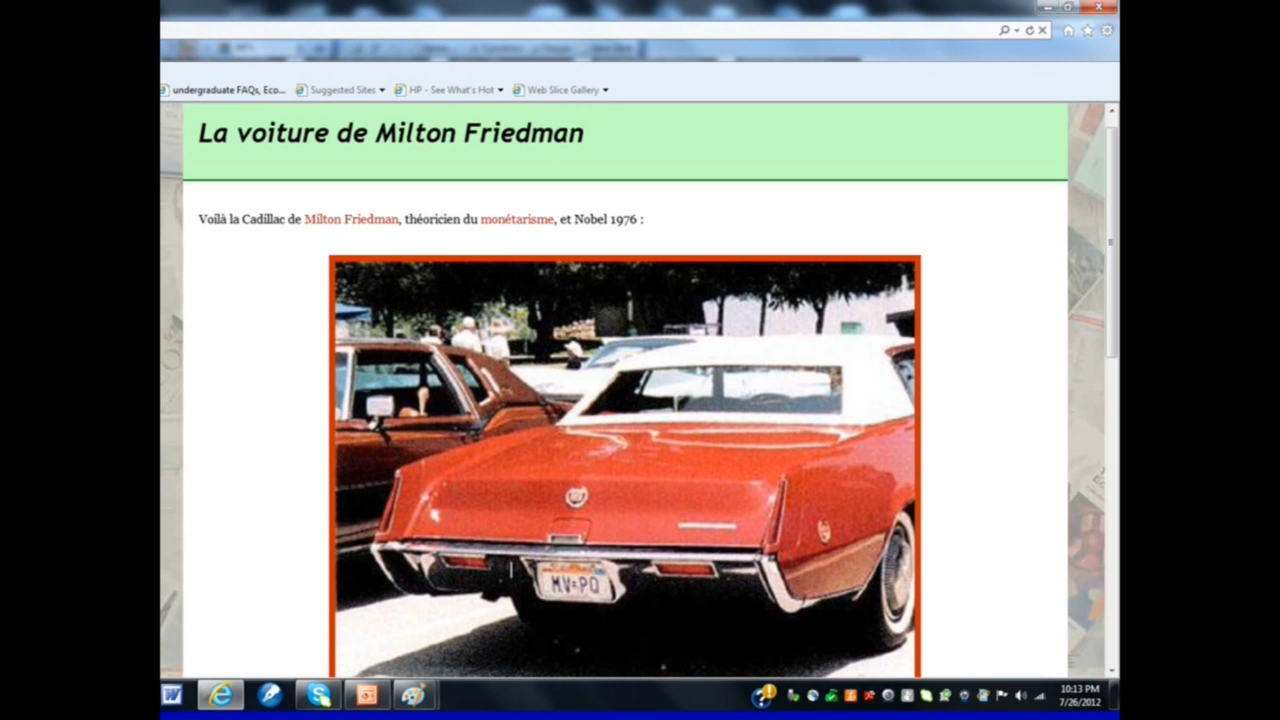 undergraduate FAQs, Eco...
Suggested Sites
HP - See What's Hot
Web Slice Gallery
La voiture de Milton Friedman
Voilà la Cadillac de Milton Friedman, théoricien du monétarisme, et Nobel 1976 :
MV=PQ
10:13 PM
7/26/2012